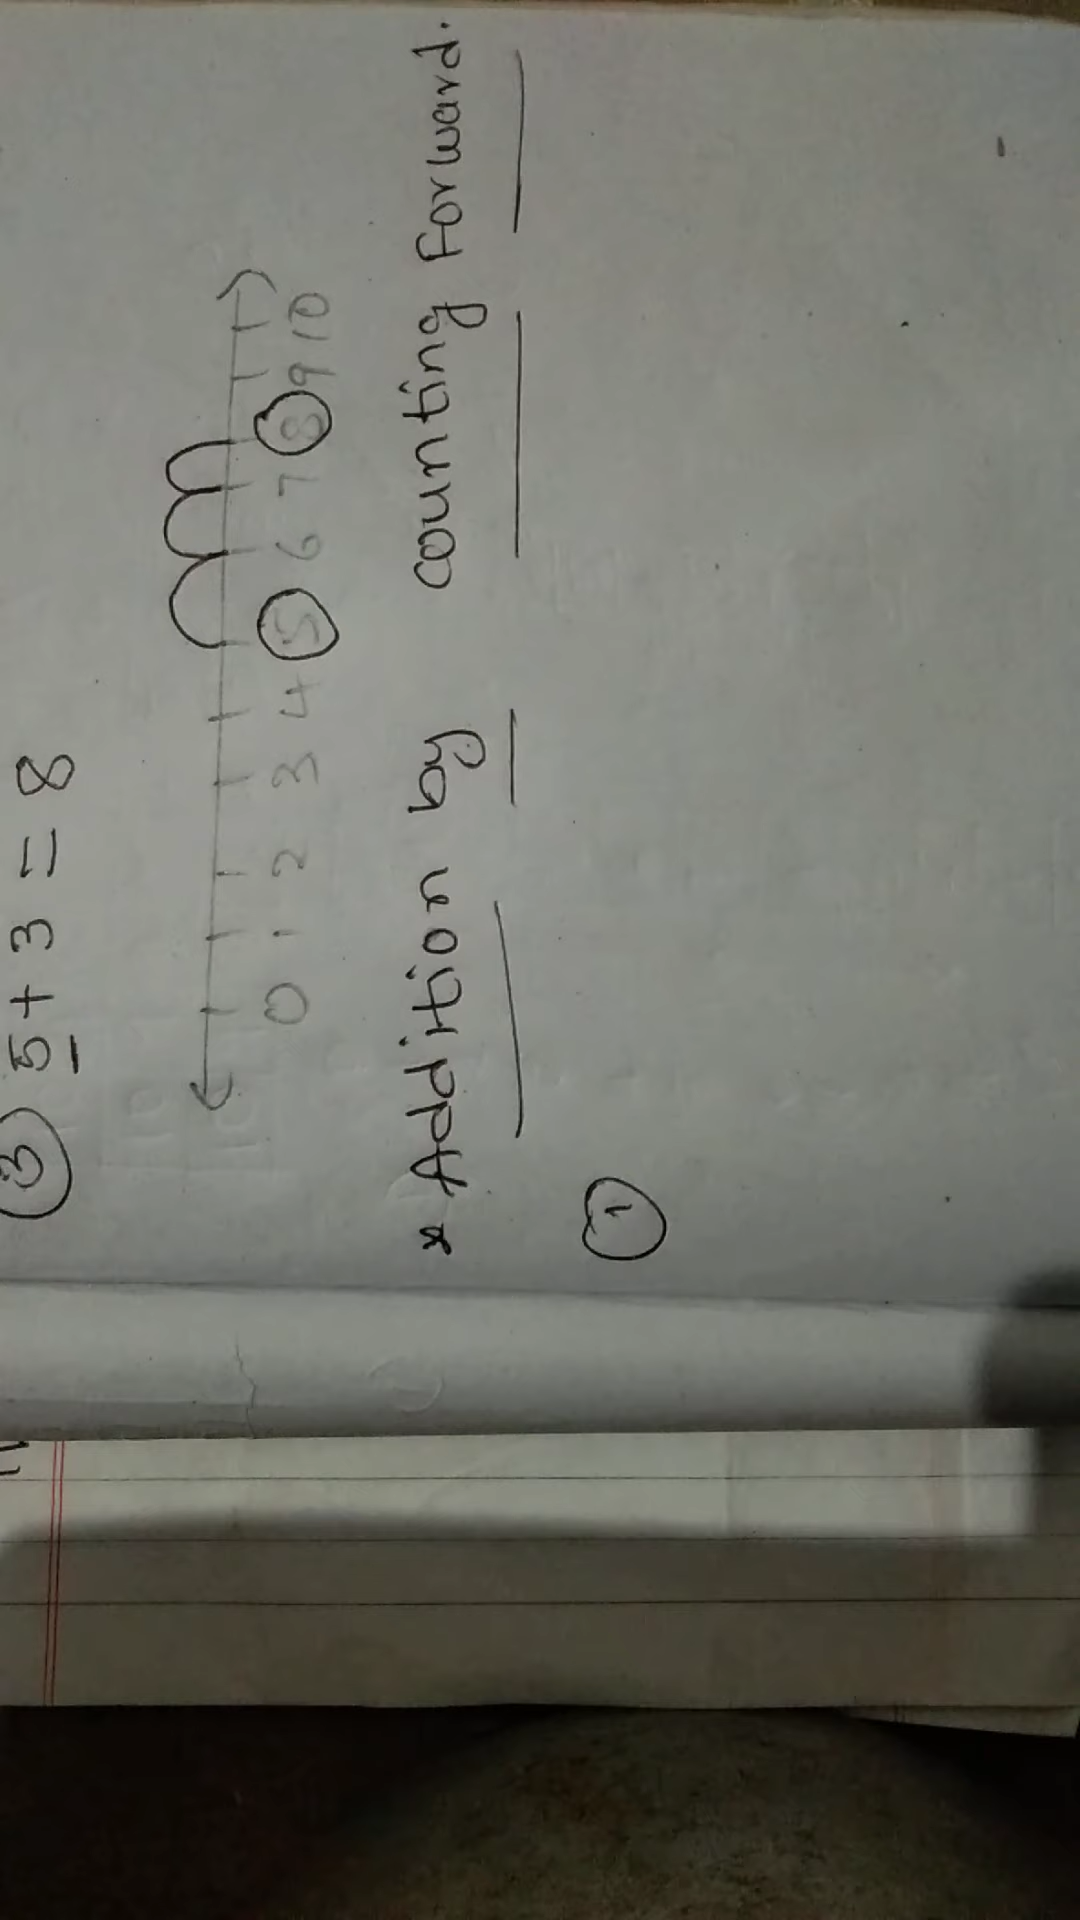 ③ 5 + 3 = 8
0 1 2 3 4 5 6 7 8 9 10
* Addition by counting Forward.
①